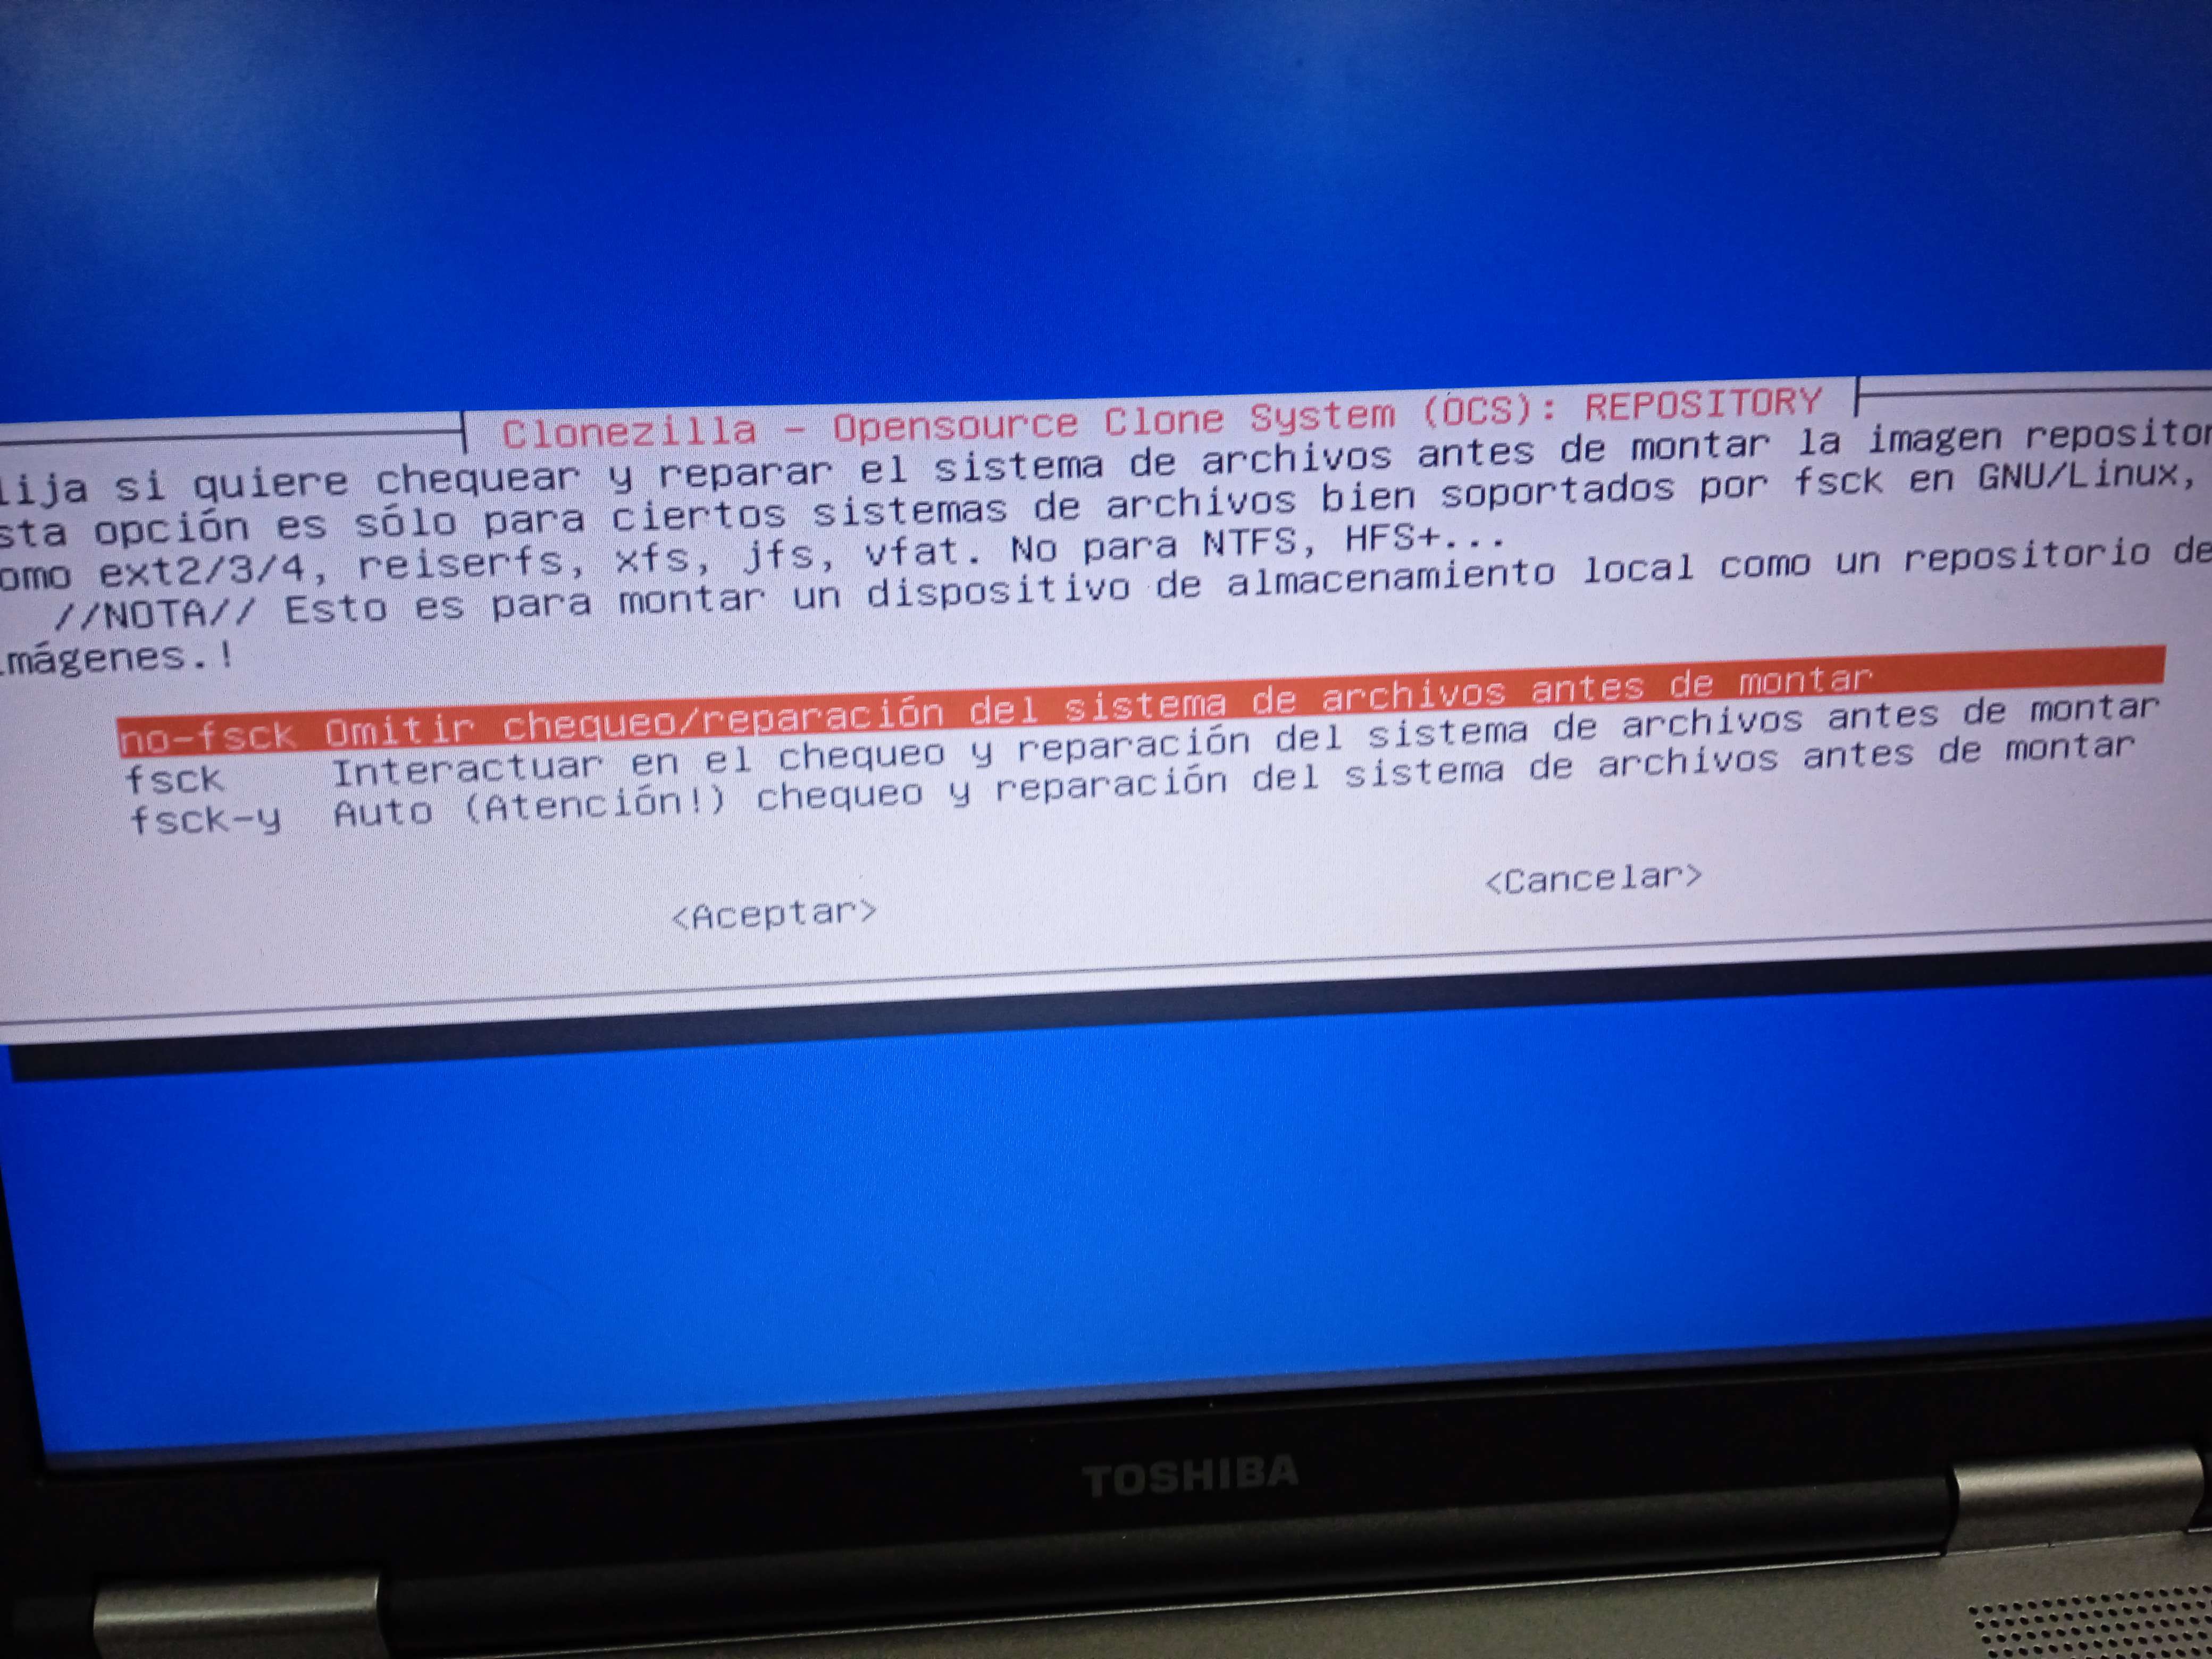 Clonezilla - Opensource Clone System (OCS): REPOSITORY
lija si quiere chequear y reparar el sistema de archivos antes de montar la imagen repositor
sta opción es sólo para ciertos sistemas de archivos bien soportados por fsck en GNU/Linux,
omo ext2/3/4, reiserfs, xfs, jfs, vfat. No para NTFS, HFS+...
//NOTA// Esto es para montar un dispositivo de almacenamiento local como un repositorio de
mágenes.!
no-fsck Omitir chequeo/reparación del sistema de archivos antes de montar
fsck Interactuar en el chequeo y reparación del sistema de archivos antes de montar
fsck-y Auto (Atención!) chequeo y reparación del sistema de archivos antes de montar
<Aceptar> <Cancelar>
TOSHIBA